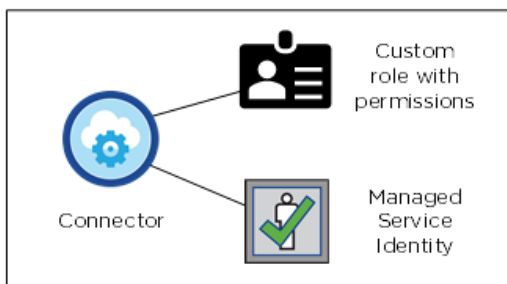 Custom
role with
permissions
Connector
Managed
Service
Identity